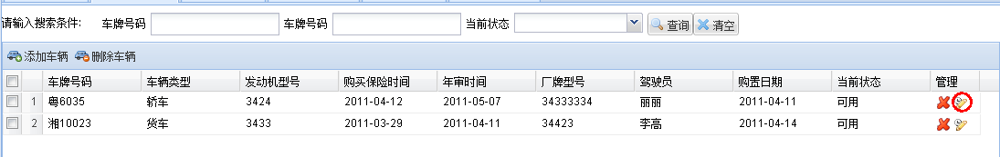 请输入搜索条件: 车牌号码 车牌号码 当前状态 查询 清空
添加车辆 删除车辆
车牌号码 车辆类型 发动机型号 购买保险时间 年审时间 厂牌型号 驾驶员 购置日期 当前状态 管理
1 粤6035 轿车 3424 2011-04-12 2011-05-07 34333334 丽丽 2011-04-11 可用
2 湘10023 货车 3433 2011-03-29 2011-04-11 34423 李高 2011-04-14 可用